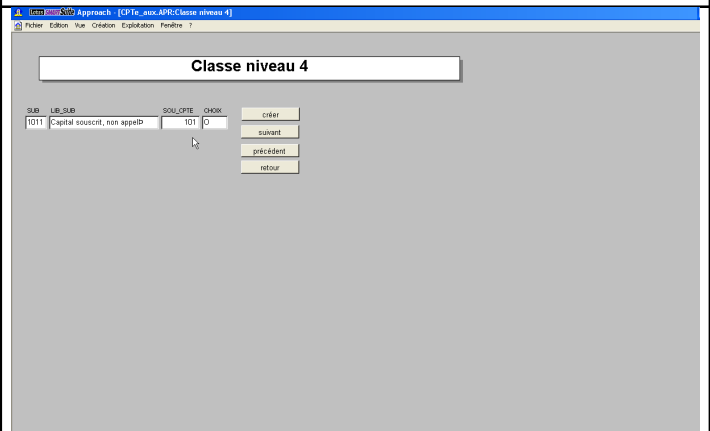 Lotus SmartSuite Approach - [CPTe_aux.APR:Classe niveau 4]
Fichier Edition Vue Création Exploitation Fenêtre ?
Classe niveau 4
SUB LIB_SUB SOU_CPTE CHOIX
1011 Capital souscrit, non appelÞ 101 O
créer
suivant
précédent
retour